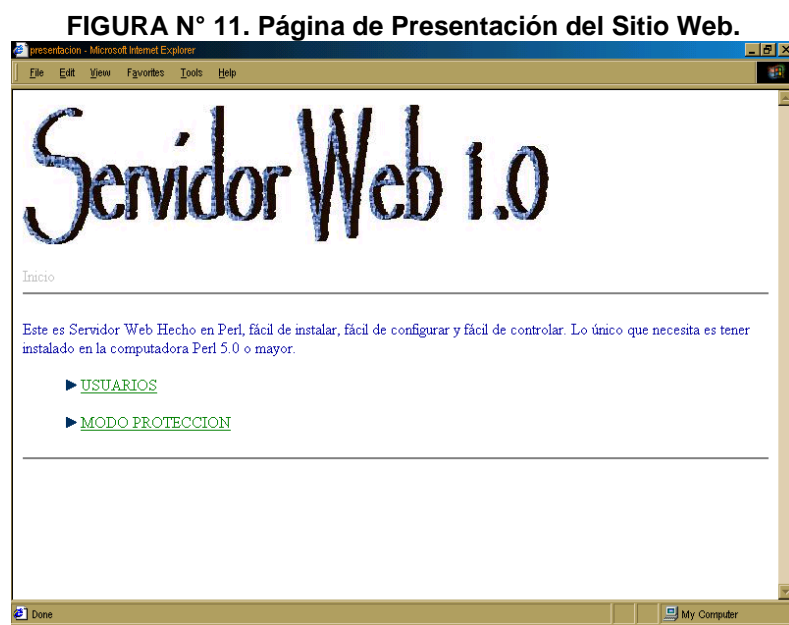 FIGURA N° 11. Página de Presentación del Sitio Web.
presentacion - Microsoft Internet Explorer
File Edit View Favorites Tools Help
Servidor Web 1.0
Inicio
Este es Servidor Web Hecho en Perl, fácil de instalar, fácil de configurar y fácil de controlar. Lo único que necesita es tener
instalado en la computadora Perl 5.0 o mayor.
USUARIOS
MODO PROTECCION
Done My Computer